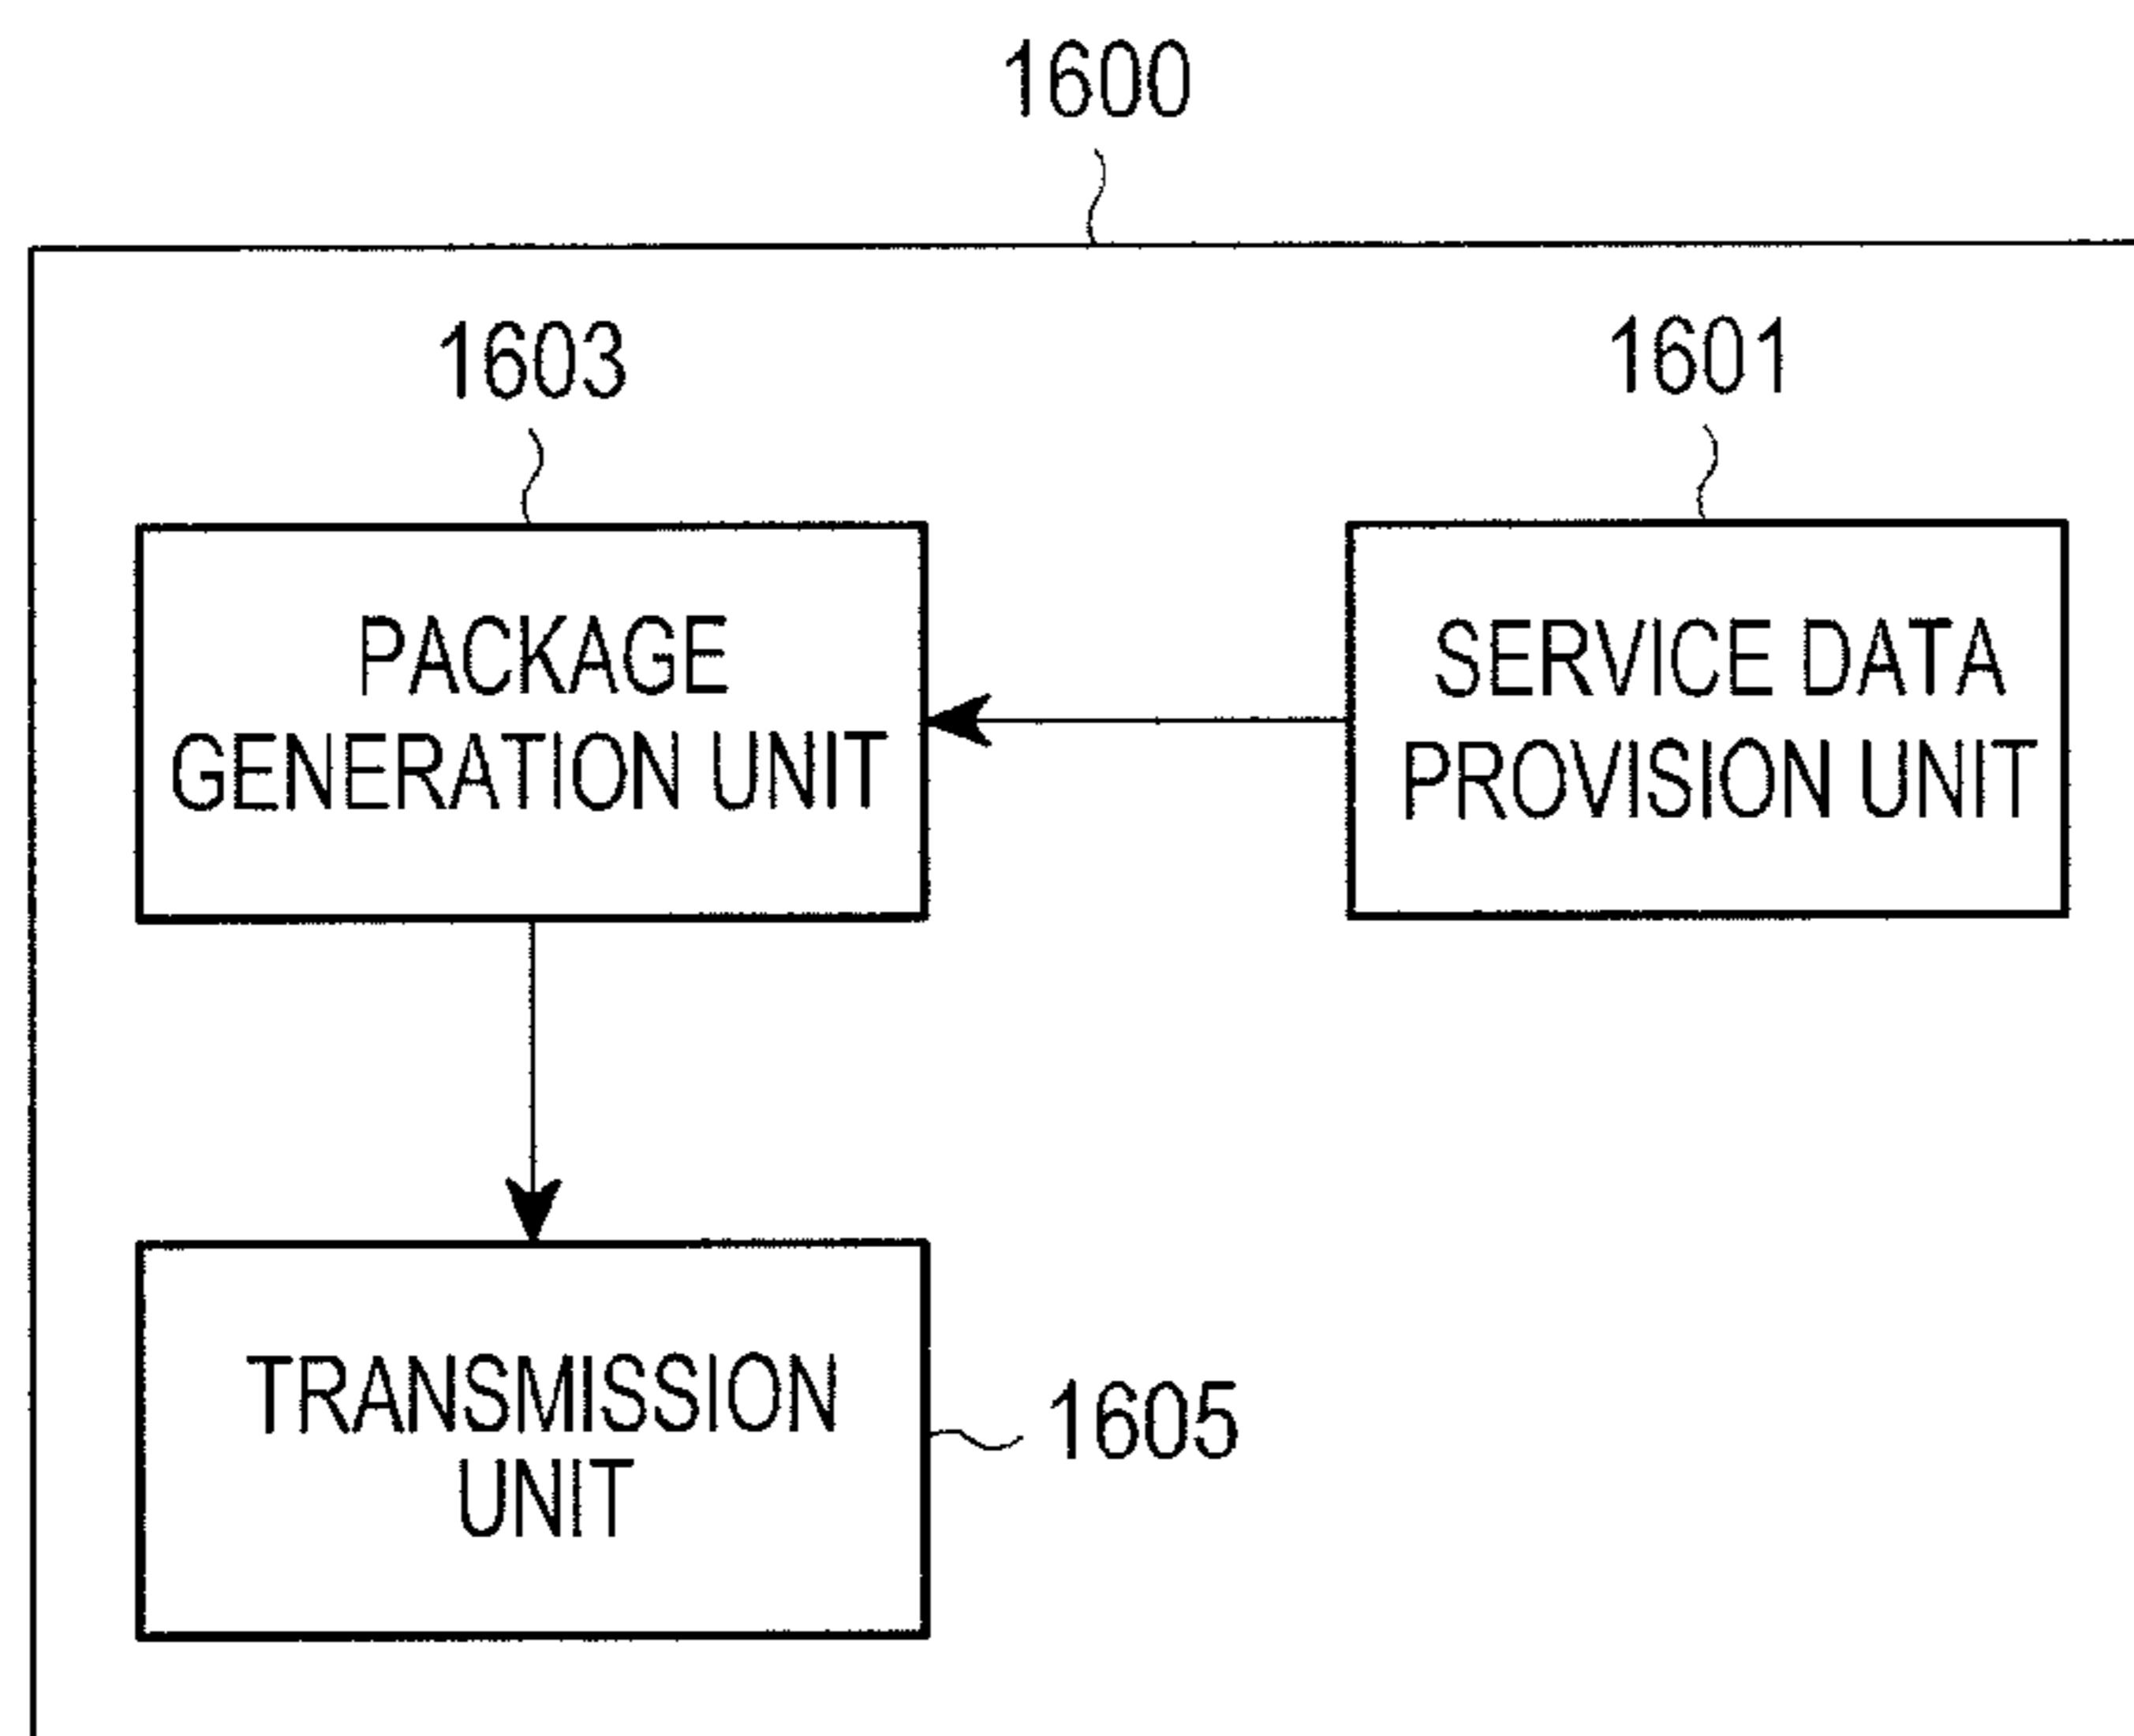 1600
1603
1601
PACKAGE
GENERATION UNIT
SERVICE DATA
PROVISION UNIT
TRANSMISSION
UNIT
1605